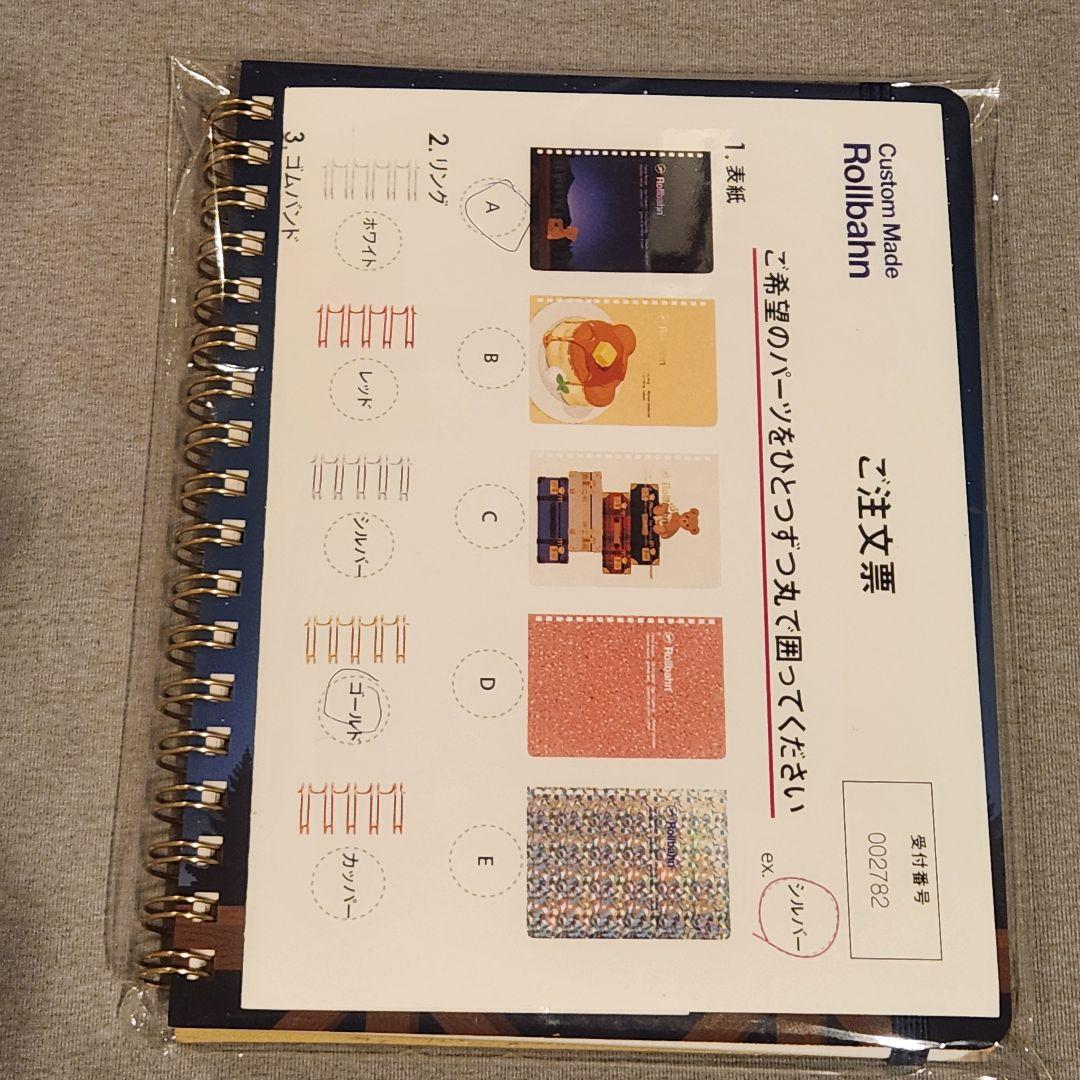 Custom Made
Rollbahn
ご注文票
受付番号
002782
ご希望のパーツをひとつずつ丸で囲ってください
ex.
シルバー
1. 表紙
Rollbahn
Rollbahn
Rollbahn
Rollbahn
A
B
C
D
E
2. リング
ホワイト
レッド
シルバー
ゴールド
カッパー
3. ゴムバンド